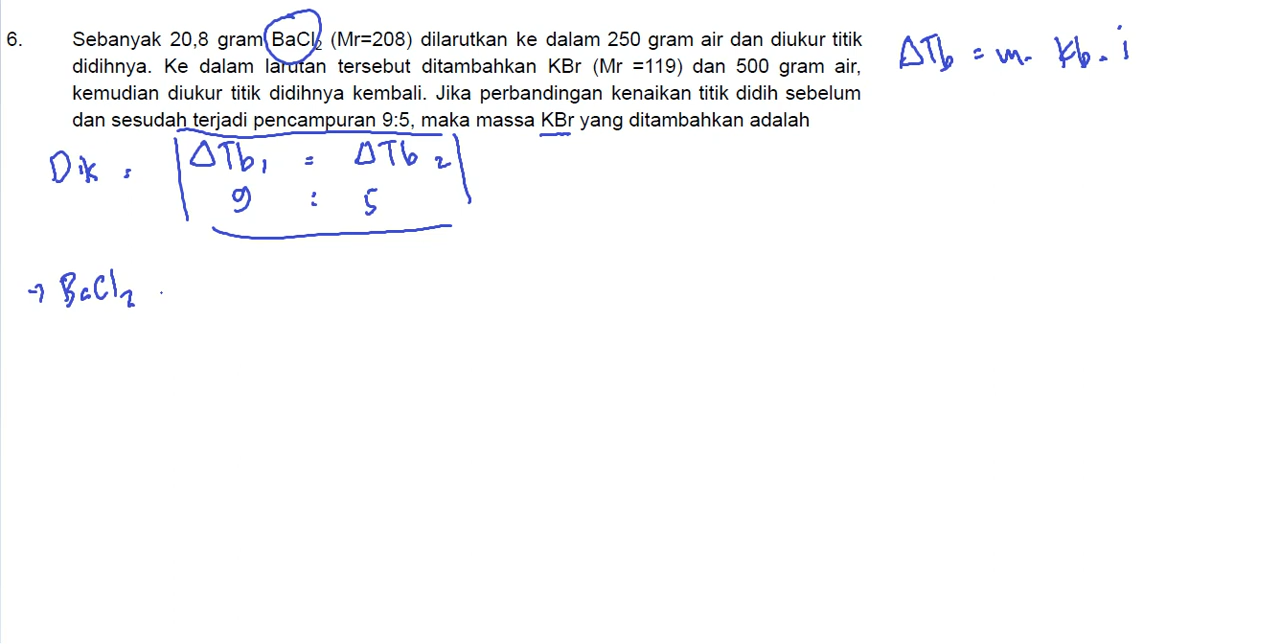 6. Sebanyak 20,8 gram BaCl₂ (Mr=208) dilarutkan ke dalam 250 gram air dan diukur titik
didihnya. Ke dalam larutan tersebut ditambahkan KBr (Mr =119) dan 500 gram air,
kemudian diukur titik didihnya kembali. Jika perbandingan kenaikan titik didih sebelum
dan sesudah terjadi pencampuran 9:5, maka massa KBr yang ditambahkan adalah
ΔTb = m. Kb. i
Dik : ΔTb₁ = ΔTb₂
9 : 5
→ BaCl₂